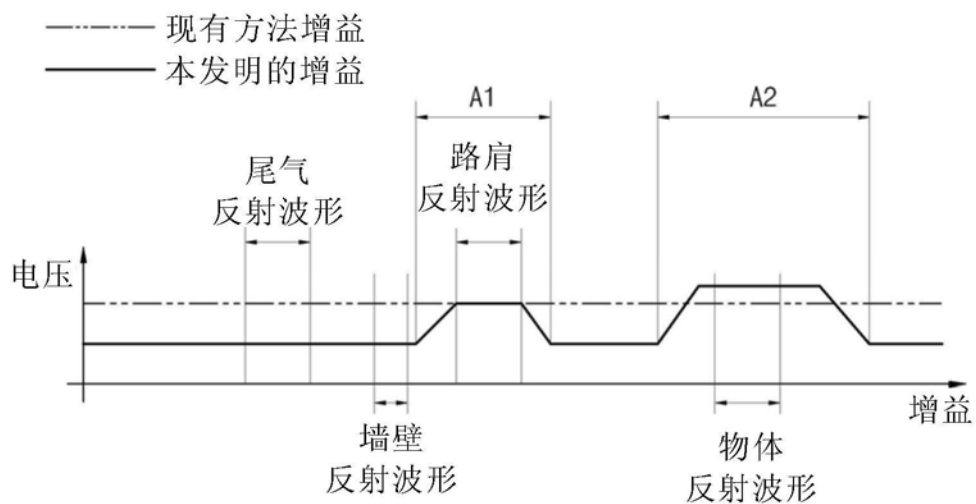 现有方法增益
本发明的增益
A1
A2
尾气
反射波形
路肩
反射波形
电压
增益
墙壁
反射波形
物体
反射波形